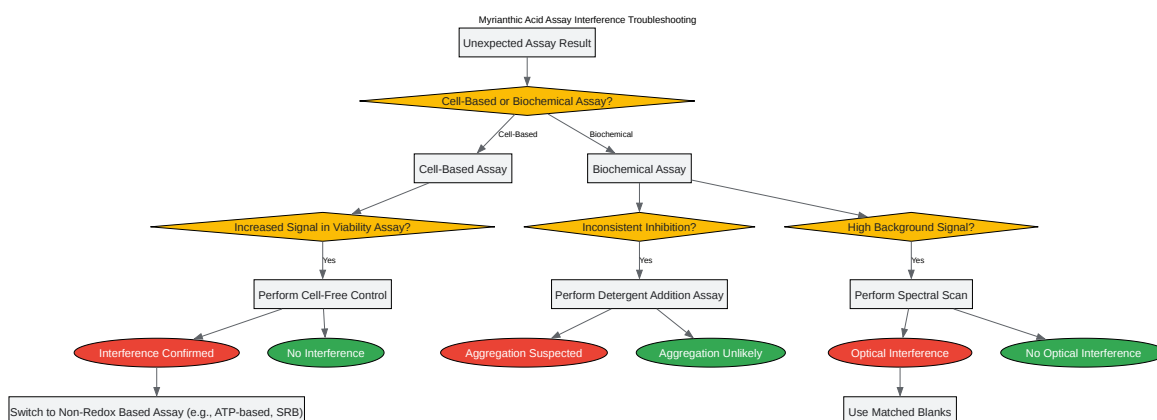 Myrianthic Acid Assay Interference Troubleshooting
Unexpected Assay Result
Cell-Based or Biochemical Assay?
Cell-Based
Biochemical
Cell-Based Assay
Biochemical Assay
Increased Signal in Viability Assay?
Inconsistent Inhibition?
High Background Signal?
Yes
Yes
Yes
Perform Cell-Free Control
Perform Detergent Addition Assay
Perform Spectral Scan
Interference Confirmed
No Interference
Aggregation Suspected
Aggregation Unlikely
Optical Interference
No Optical Interference
Switch to Non-Redox Based Assay (e.g., ATP-based, SRB)
Use Matched Blanks